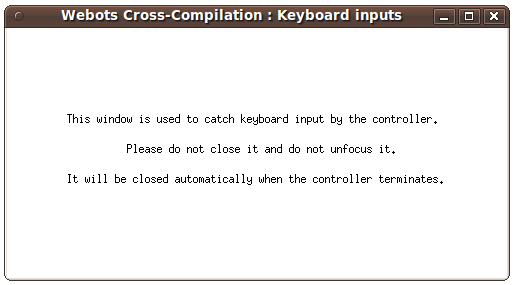 Webots Cross-Compilation : Keyboard inputs
This window is used to catch keyboard input by the controller.
Please do not close it and do not unfocus it.
It will be closed automatically when the controller terminates.